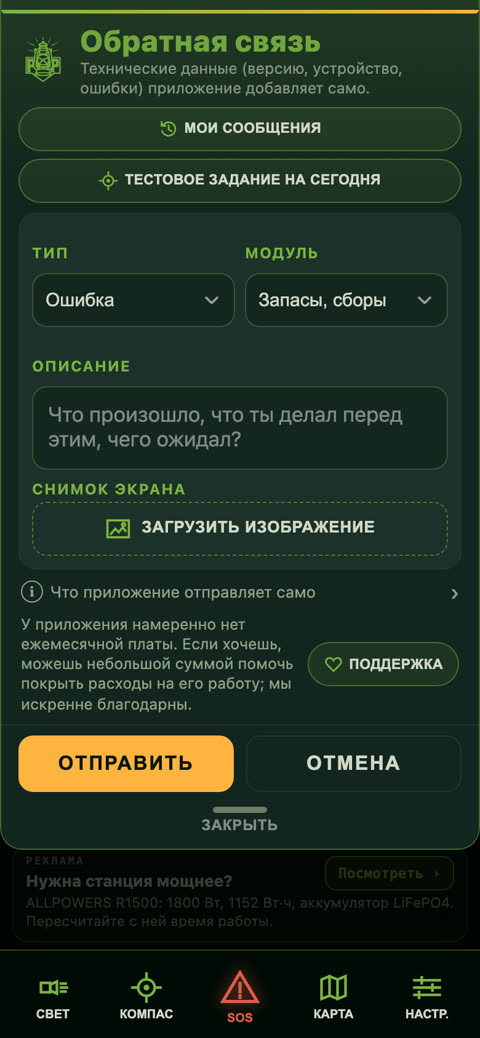 Обратная связь
Технические данные (версию, устройство,
ошибки) приложение добавляет само.
МОИ СООБЩЕНИЯ
ТЕСТОВОЕ ЗАДАНИЕ НА СЕГОДНЯ
ТИП
МОДУЛЬ
Ошибка
Запасы, сборы
ОПИСАНИЕ
Что произошло, что ты делал перед
этим, чего ожидал?
СНИМОК ЭКРАНА
ЗАГРУЗИТЬ ИЗОБРАЖЕНИЕ
Что приложение отправляет само
У приложения намеренно нет
ежемесячной платы. Если хочешь,
можешь небольшой суммой помочь
покрыть расходы на его работу; мы
искренне благодарны.
ПОДДЕРЖКА
ОТПРАВИТЬ
ОТМЕНА
ЗАКРЫТЬ
РЕКЛАМА
Нужна станция мощнее?
Посмотреть ›
ALLPOWERS R1500: 1800 Вт, 1152 Вт·ч, аккумулятор LiFePO4.
Пересчитайте с ней время работы.
СВЕТ
КОМПАС
SOS
КАРТА
НАСТР.